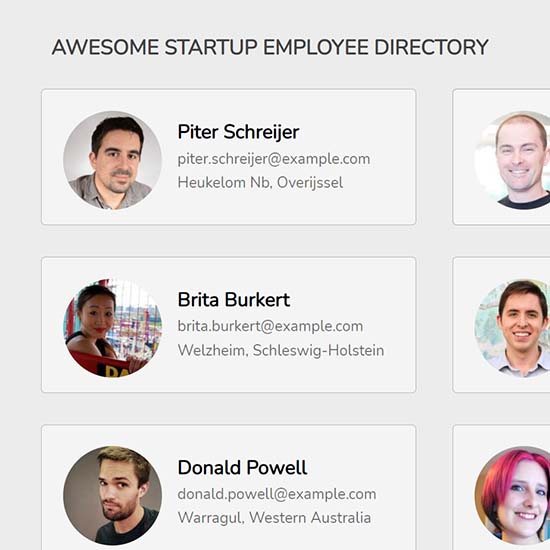 AWESOME STARTUP EMPLOYEE DIRECTORY
Piter Schreijer
piter.schreijer@example.com
Heukelom Nb, Overijssel
Brita Burkert
brita.burkert@example.com
Welzheim, Schleswig-Holstein
Donald Powell
donald.powell@example.com
Warragul, Western Australia